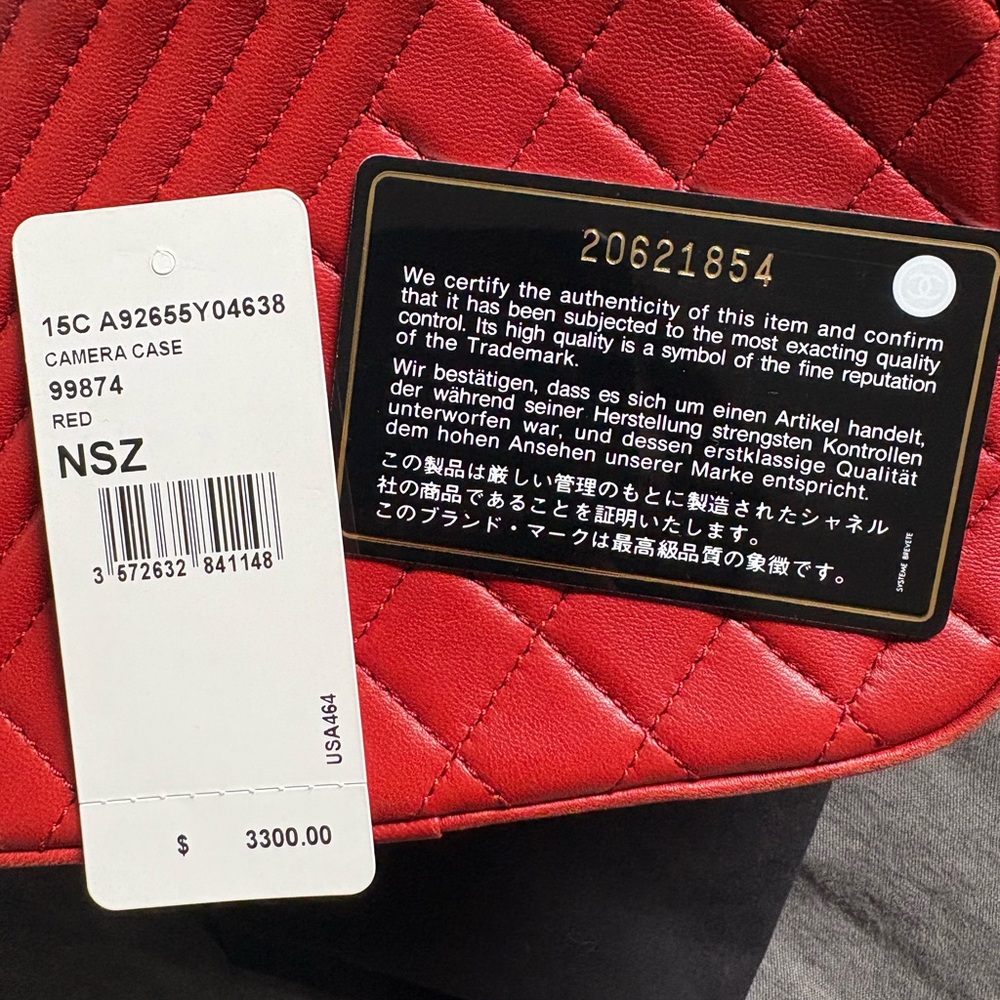 15C A92655Y04638
CAMERA CASE
99874
RED
NSZ
3 572632 841148
USA464
$ 3300.00
20621854
We certify the authenticity of this item and confirm
that it has been subjected to the most exacting quality
control. Its high quality is a symbol of the fine reputation
of the Trademark.
Wir bestätigen, dass es sich um einen Artikel handelt,
der während seiner Herstellung strengsten Kontrollen
unterworfen war, und dessen erstklassige Qualität
dem hohen Ansehen unserer Marke entspricht.
この製品は厳しい管理のもとに製造されたシャネル
社の商品であることを証明いたします。
このブランド・マークは最高級品質の象徴です。
SYSTEME BREVETE